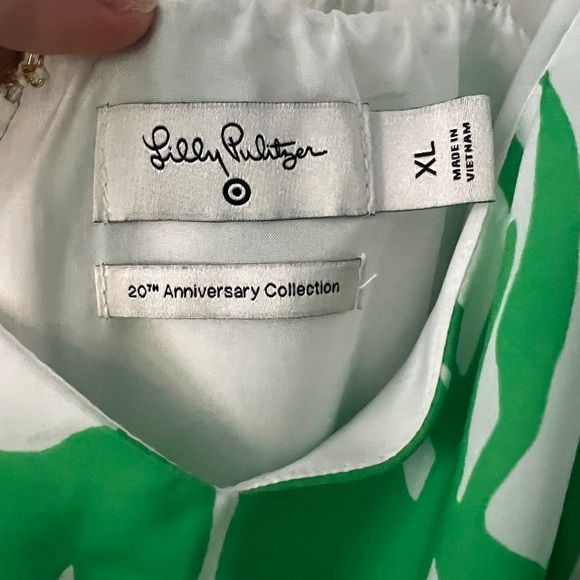 Lilly Pulitzer
XL
MADE IN
VIETNAM
20TH Anniversary Collection